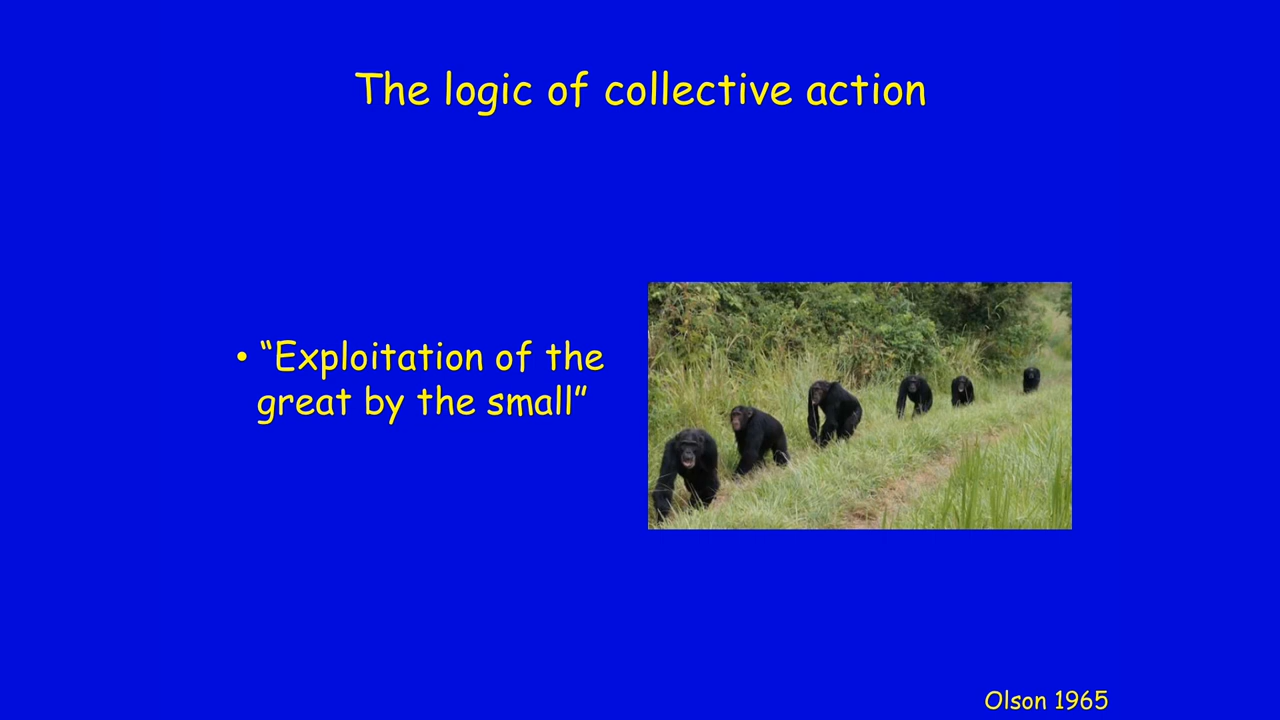 The logic of collective action
• “Exploitation of the
great by the small”
Olson 1965